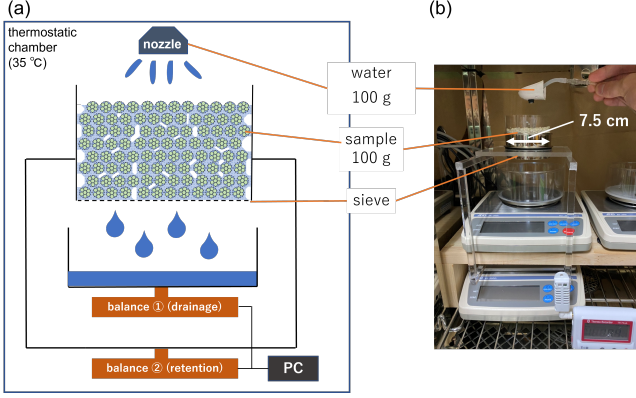 (a)
thermostatic
chamber
(35 ℃)
nozzle
water
100 g
sample
100 g
sieve
balance ① (drainage)
balance ② (retention)
PC
(b)
7.5 cm